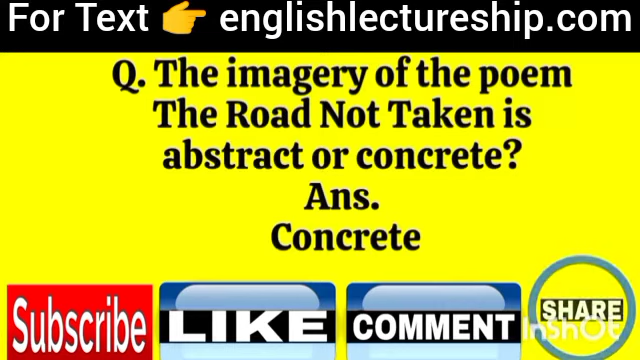 For Text 👉 englishlectureship.com
Q. The imagery of the poem
The Road Not Taken is
abstract or concrete?
Ans.
Concrete
Subscribe
LIKE
COMMENT
SHARE
InShOt